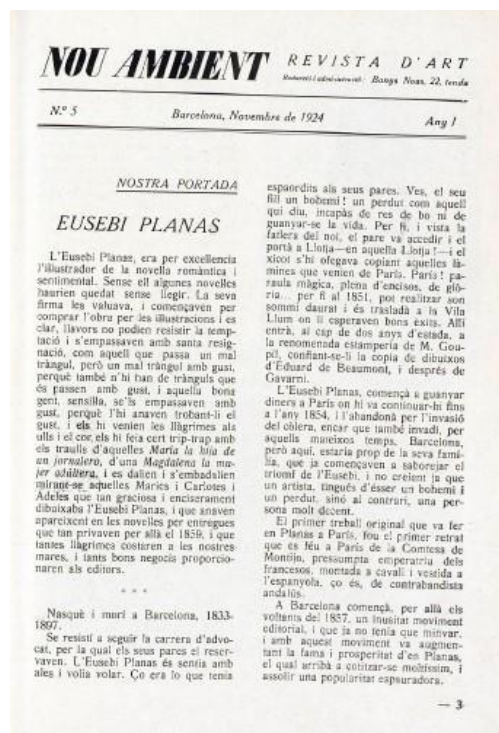 NOU AMBIENT
REVISTA D'ART
Redacció i administració: Banys Nous, 22, tenda
N.º 5
Barcelona, Novembre de 1924
Any I
NOSTRA PORTADA
EUSEBI PLANAS
L'Eusebi Planas, era per excellencia
l'illustrador de la novella romàntica i
sentimental. Sense ell algunes novelles
haurien quedat sense llegir. La seva
firma les valuava, i començaven per
comprar l'obra per les illustracions i es
clar, llavors no podien resistir la temp-
tació i s'empassaven amb santa resig-
nació, com aquell que passa un mal
tràngul, però un mal tràngul amb gust,
perquè també n'hi han de trànguls que
és passen amb gust, i aquella bona
gent, sensilla, se'ls empassaven amb
gust, perquè l'hi anaven trobant-li el
gust, i els hi venien les llàgrimes als
ulls i el cor els hi feia cert trip-trap amb
els traulls d'aquelles Maria la hija de
un jornalero, d'una Magdalena la mu-
jer adúltera, i es dalien i s'embadalien
mirant-se aquelles Maries i Carlotes i
Adeles que tan graciosa i enciserament
dibuixaba l'Eusebi Planas, i que anaven
apareixent en les novelles per entregues
que tan privaven per allà el 1859, i que
tantes llàgrimes costaren a les nostres
mares, i tants bons negocis proporcio-
naren als editors.
* * *
Nasqué i morí a Barcelona, 1833-
1897.
Se resistí a seguir la carrera d'advo-
cat, per la qual els seus pares el reser-
vaven. L'Eusebi Planas és sentia amb
ales i volia volar. Ço era lo que tenia
espaordits als seus pares. Ves, el seu
fill un bohemi! un perdut com aquell
qui diu, incapàs de res de bo ni de
guanyar-se la vida. Per fi, i vista la
fatlera del noi, el pare va accedir i el
portà a Llotja—en aquella Llotja!—i el
xicot s'hi ofegava copiant aquelles là-
mines que venien de París. París! pa-
raula màgica, plena d'encisos, de glò-
ria... per fi al 1851, pot realitzar son
somni daurat i és traslada a la Vila
Llum on li esperaven bons èxits. Allí
entrà, al cap de dos anys d'estada, a
la renomenada estamperia de M. Gou-
pil, confiant-se-li la copia de dibuixos
d'Eduard de Beaumont, i després de
Gavarni.
L'Eusebi Planas, començà a guanyar
diners a París on hi va continuar-hi fins
a l'any 1854, i l'abandonà per l'invasió
del còlera, encar que també invadí, per
aquells mateixos temps, Barcelona,
però aquí, estaria prop de la seva famí-
lia, que ja començaven a saborejar el
triomf de l'Eusebi, i no creient ja que
un artista, tingués d'ésser un bohemi i
un perdut, sinó al contrari, una per-
sona molt decent.
El primer treball original que va fer
en Planas a París, fou el primer retrat
que és féu a París de la Comtesa de
Montijo, pressumpta emperatriu dels
francesos, montada a cavall i vestida a
l'espanyola, ço és, de contrabandista
andalús.
A Barcelona començà, per allà els
voltants del 1857, un inusitat moviment
editorial, i que ja no tenia que minvar,
i amb aquest moviment va augmen-
tant la fama i prosperitat d'en Planas,
el qual arribà a cotitzar-se moltíssim, i
assolir una popularitat espauradora.
— 3